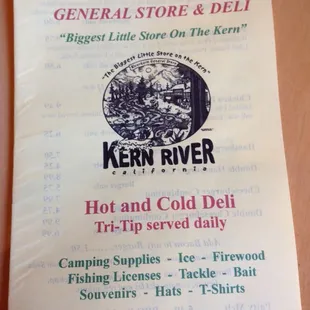 GENERAL STORE & DELI
"Biggest Little Store On The Kern"
"The Biggest Little Store on the Kern"
KERN RIVER
california
Hot and Cold Deli
Tri-Tip served daily
Camping Supplies - Ice - Firewood
Fishing Licenses - Tackle - Bait
Souvenirs - Hats - T-Shirts